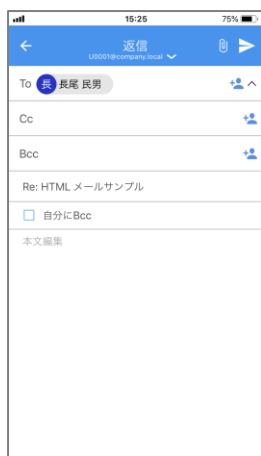 15:25
75%
返信
U0001@company.local
To 長 長尾 民男
Cc
Bcc
Re: HTML メールサンプル
自分にBcc
本文編集